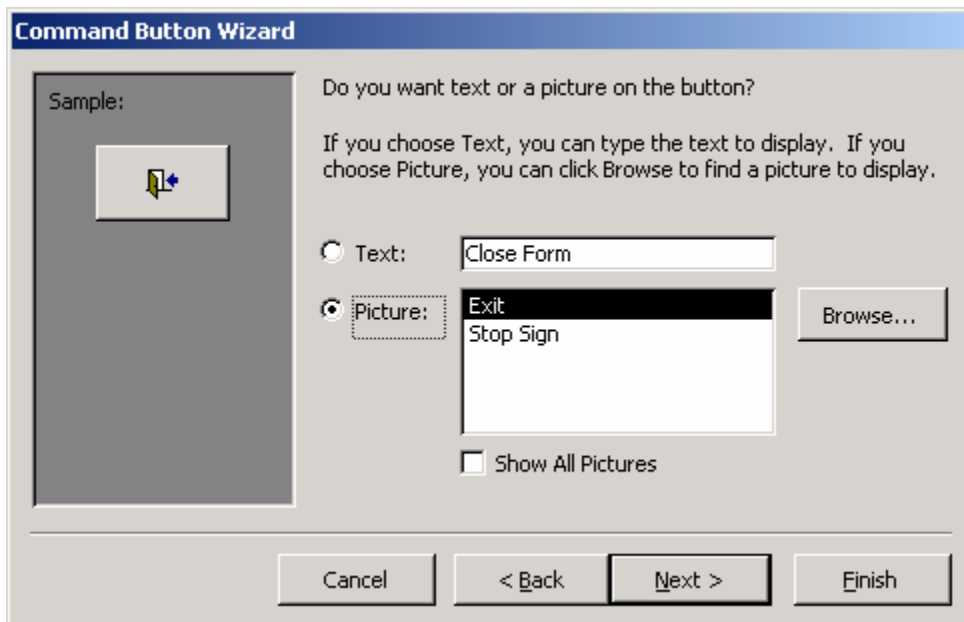 Command Button Wizard
Sample:
Do you want text or a picture on the button?
If you choose Text, you can type the text to display. If you
choose Picture, you can click Browse to find a picture to display.
Text: Close Form
Picture: Exit
Stop Sign
Browse...
Show All Pictures
Cancel < Back Next > Finish